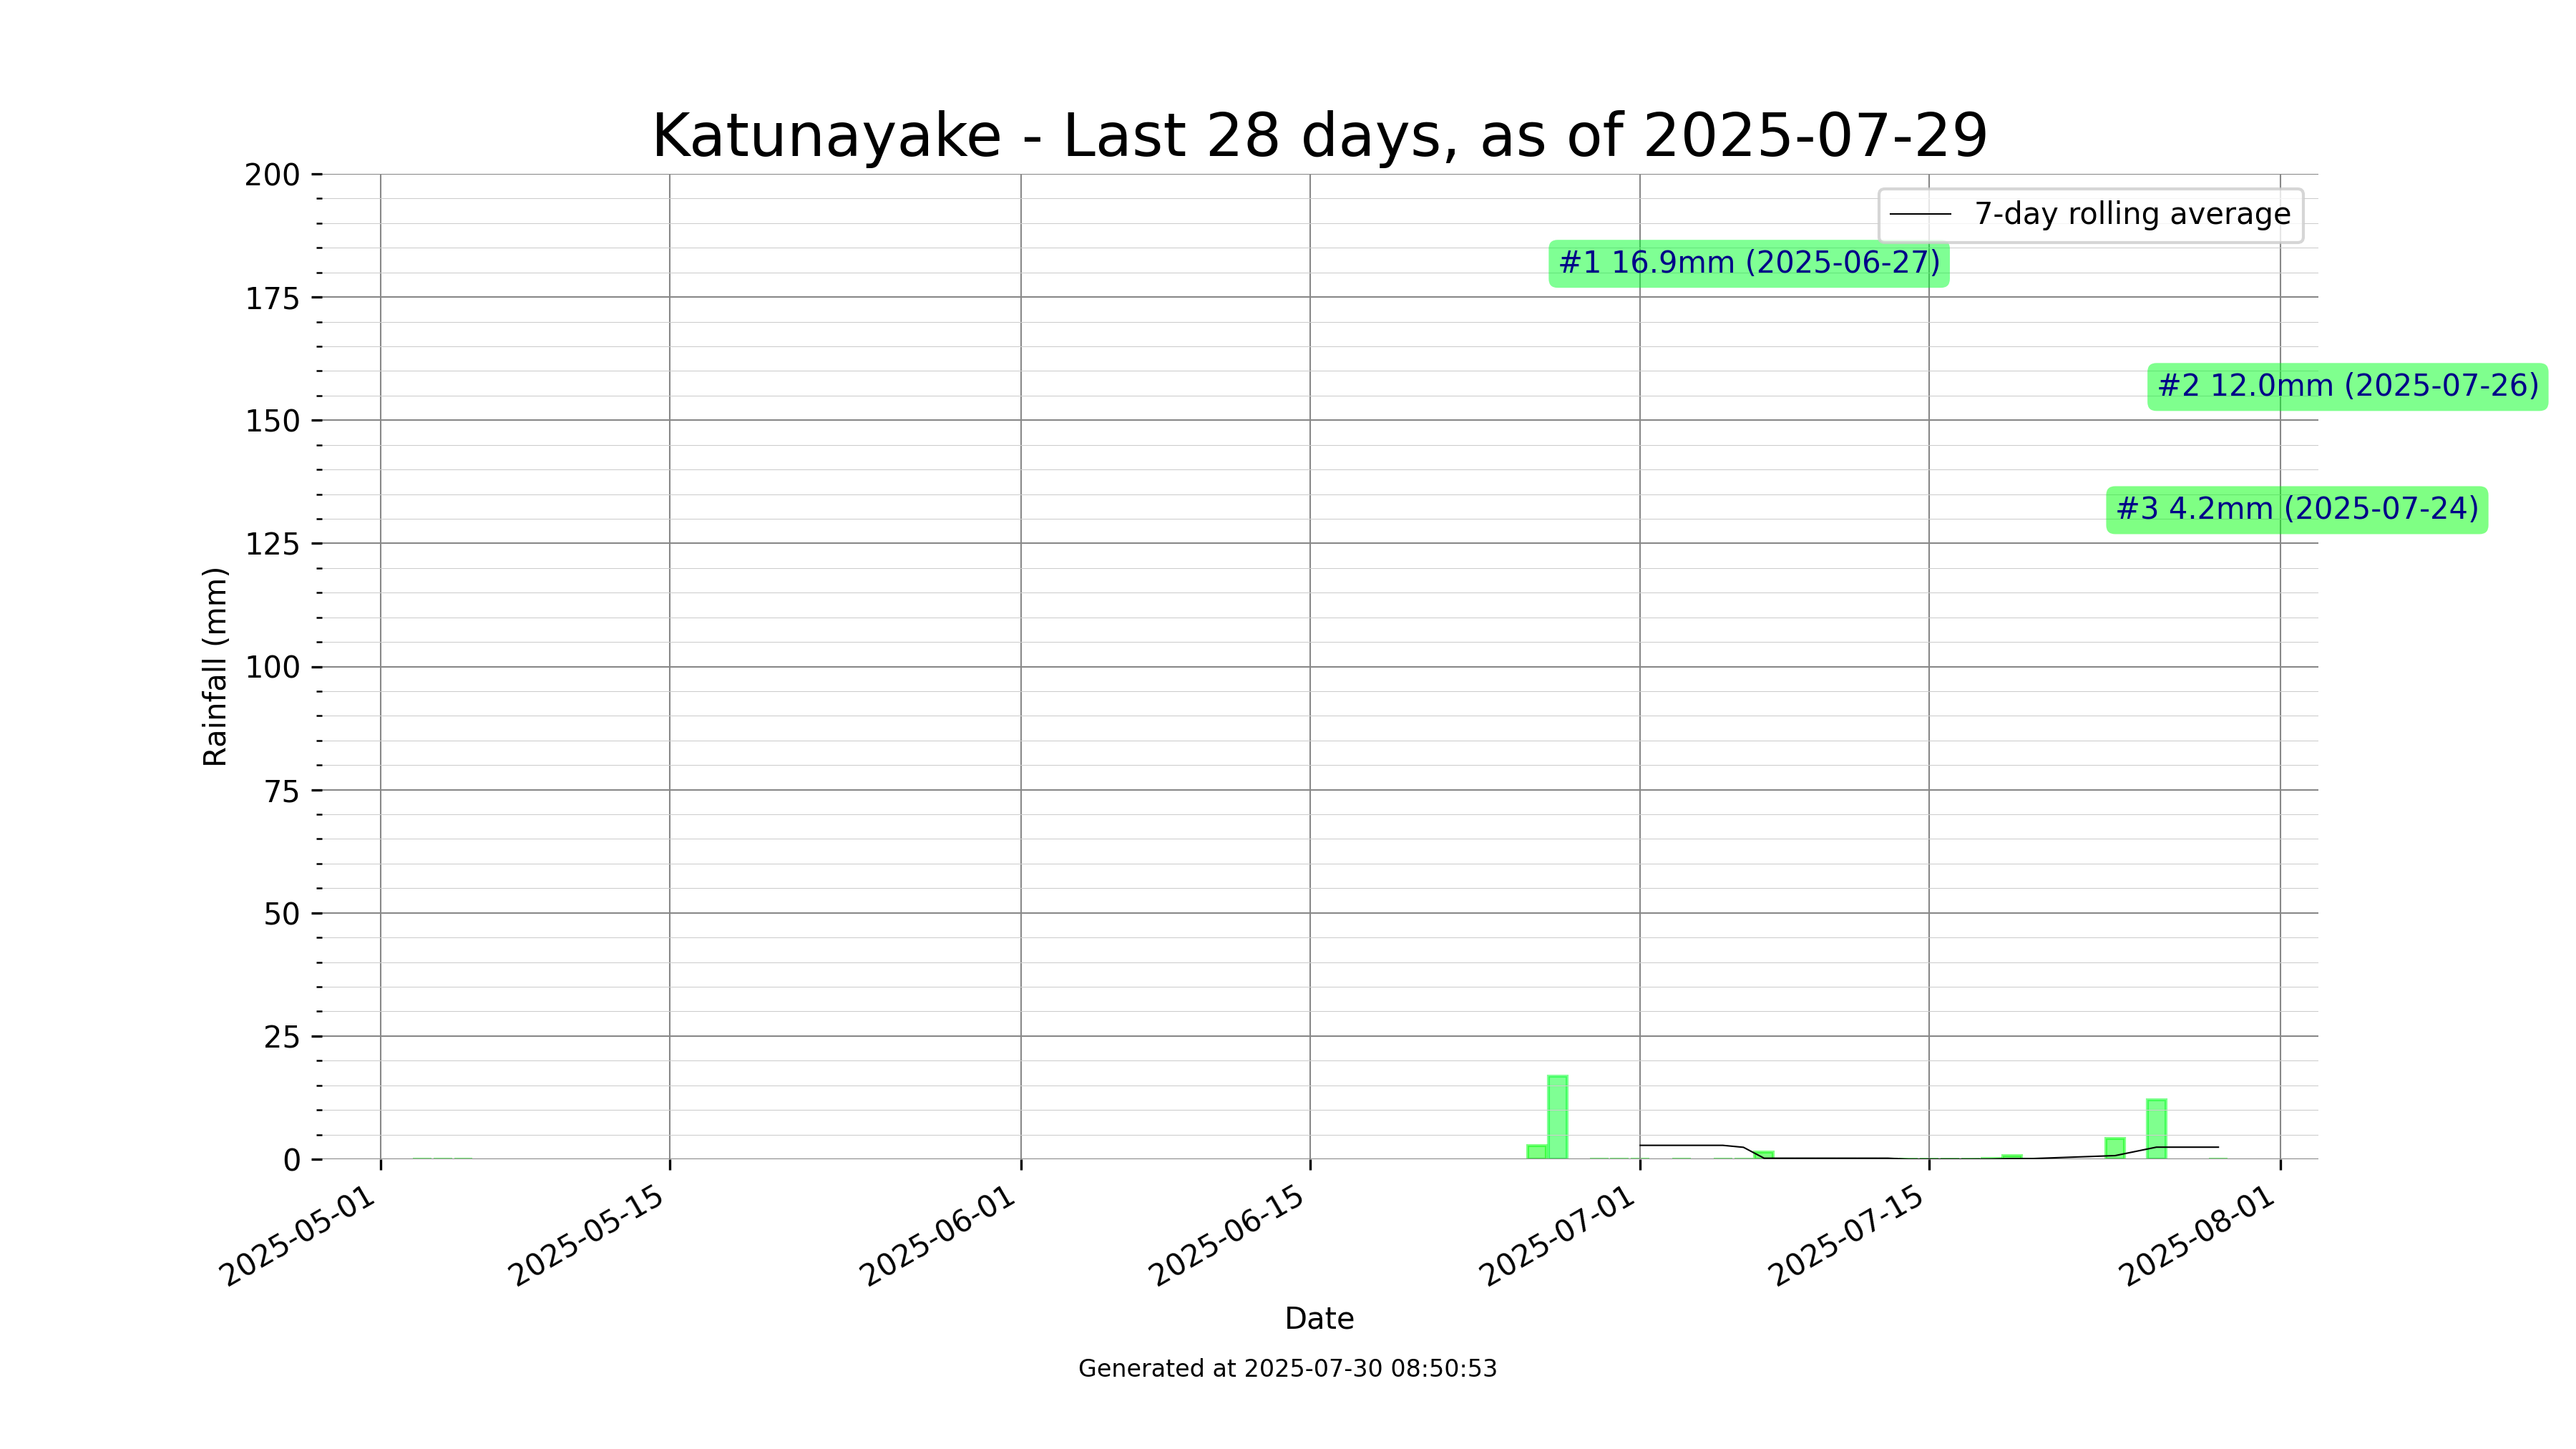 Katunayake - Last 28 days, as of 2025-07-29
200
175
150
125
100
75
50
25
0
Rainfall (mm)
7-day rolling average
#1 16.9mm (2025-06-27)
#2 12.0mm (2025-07-26)
#3 4.2mm (2025-07-24)
2025-05-01
2025-05-15
2025-06-01
2025-06-15
2025-07-01
2025-07-15
2025-08-01
Date
Generated at 2025-07-30 08:50:53